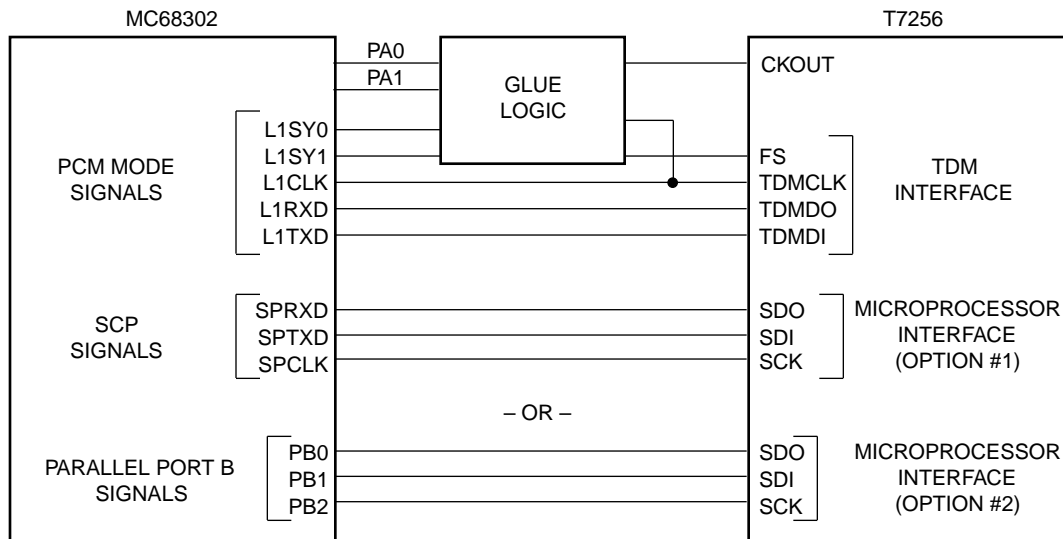 MC68302
T7256
PA0
PA1
GLUE
LOGIC
CKOUT
PCM MODE
SIGNALS
L1SY0
L1SY1
L1CLK
L1RXD
L1TXD
FS
TDMCLK
TDMDO
TDMDI
TDM
INTERFACE
SCP
SIGNALS
SPRXD
SPTXD
SPCLK
SDO
SDI
SCK
MICROPROCESSOR
INTERFACE
(OPTION #1)
– OR –
PARALLEL PORT B
SIGNALS
PB0
PB1
PB2
SDO
SDI
SCK
MICROPROCESSOR
INTERFACE
(OPTION #2)